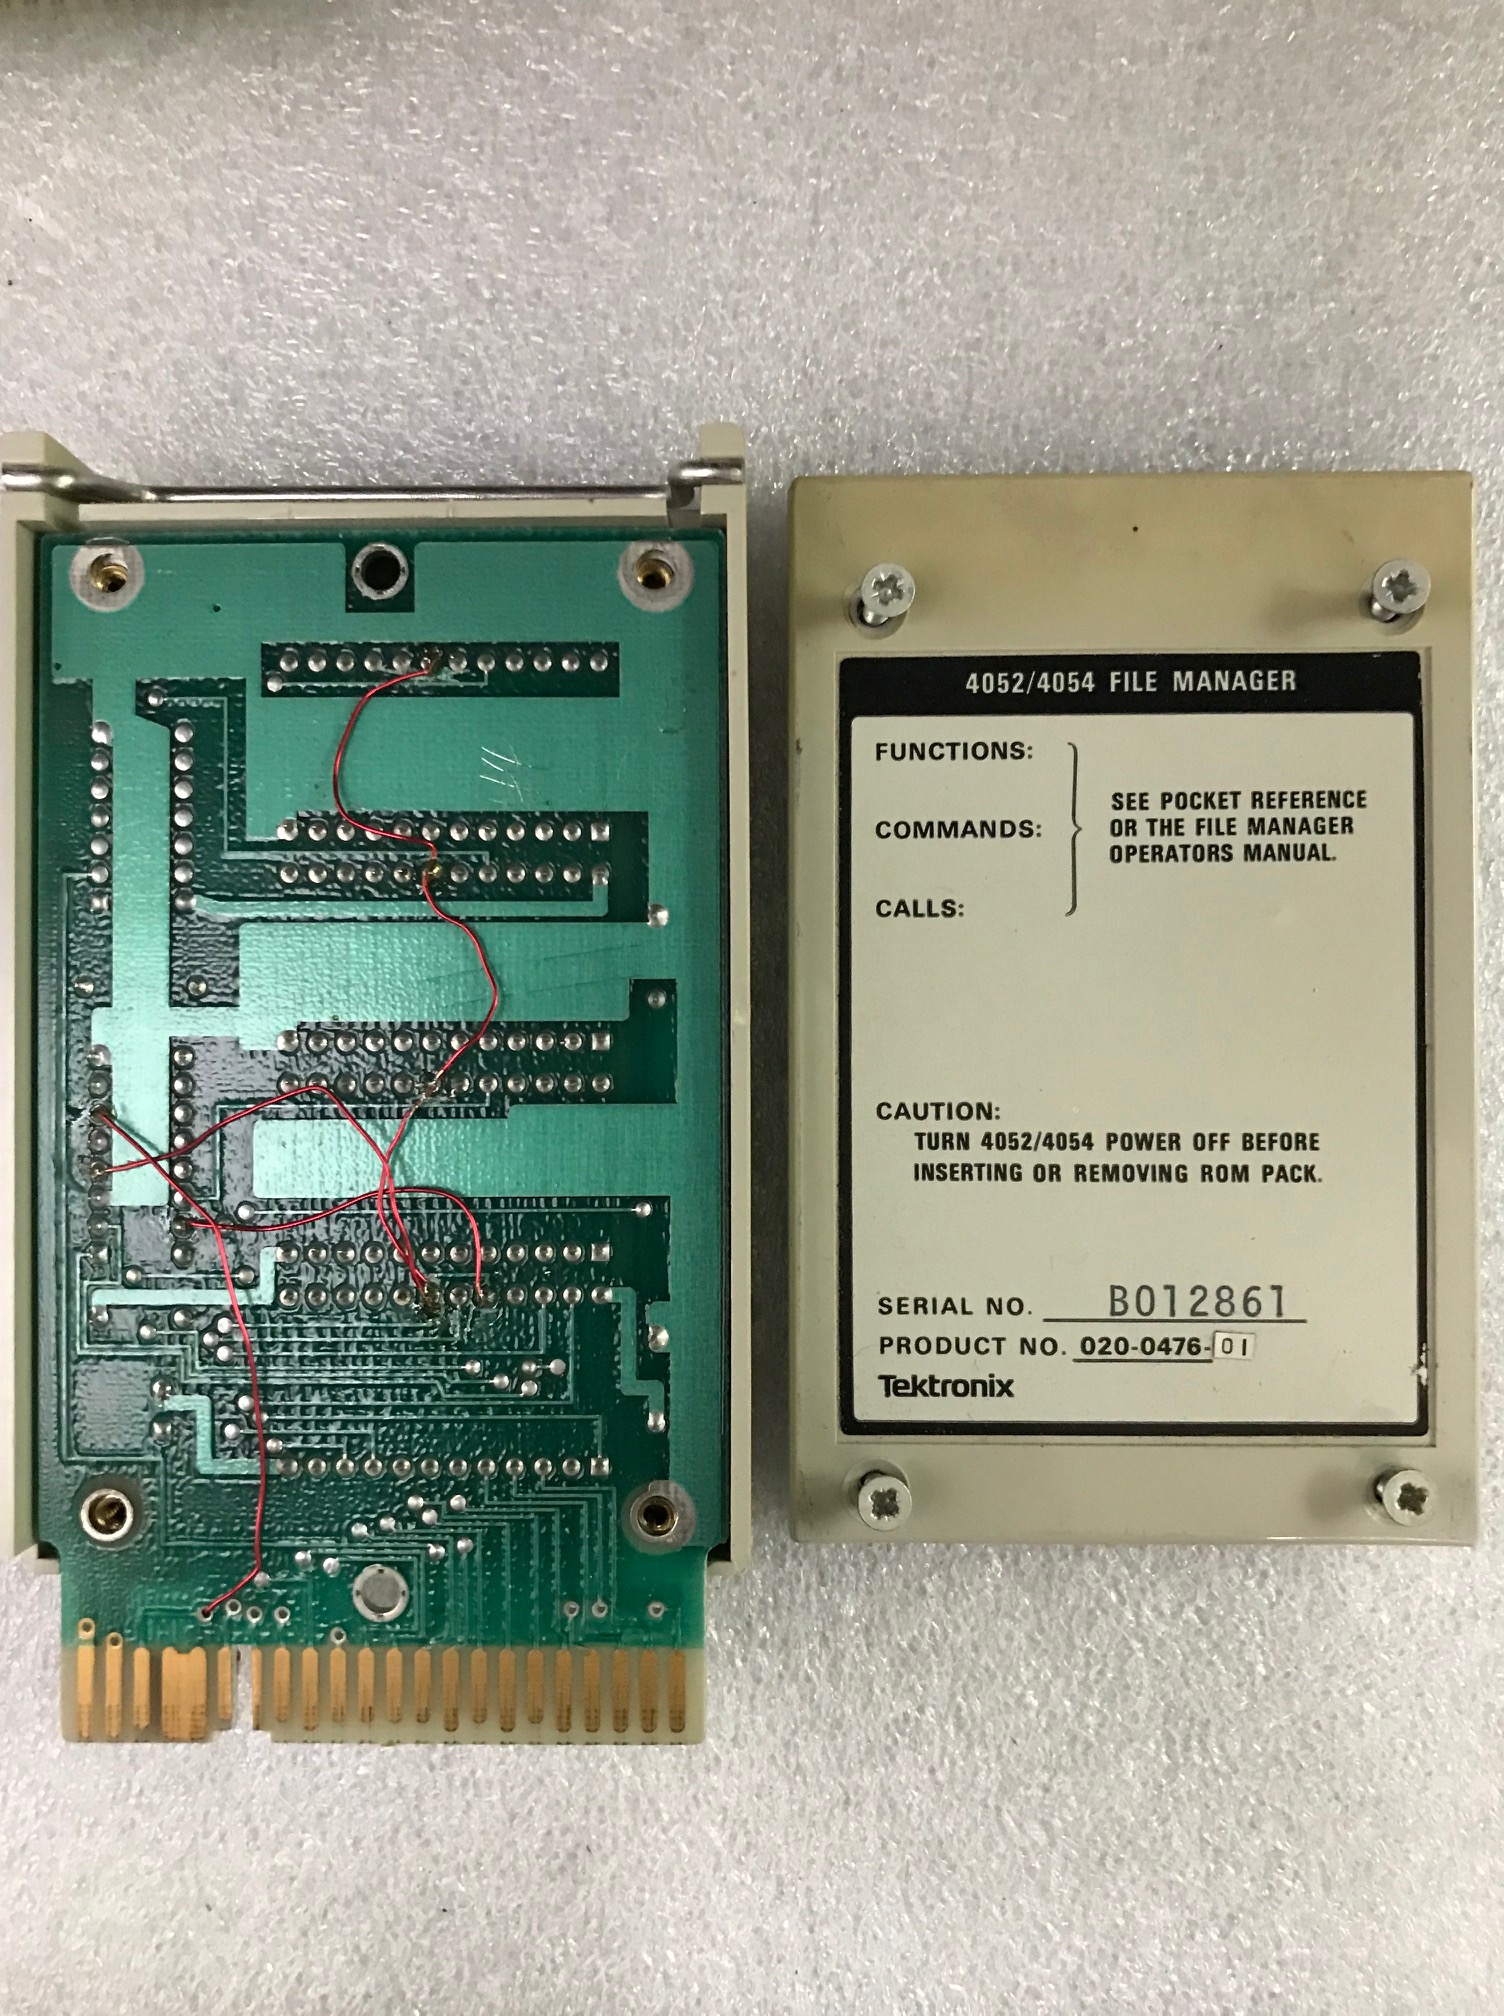 4052/4054 FILE MANAGER
FUNCTIONS:
COMMANDS:
CALLS:
SEE POCKET REFERENCE
OR THE FILE MANAGER
OPERATORS MANUAL.
CAUTION:
TURN 4052/4054 POWER OFF BEFORE
INSERTING OR REMOVING ROM PACK.
SERIAL NO. B012861
PRODUCT NO. 020-0476-01
Tektronix